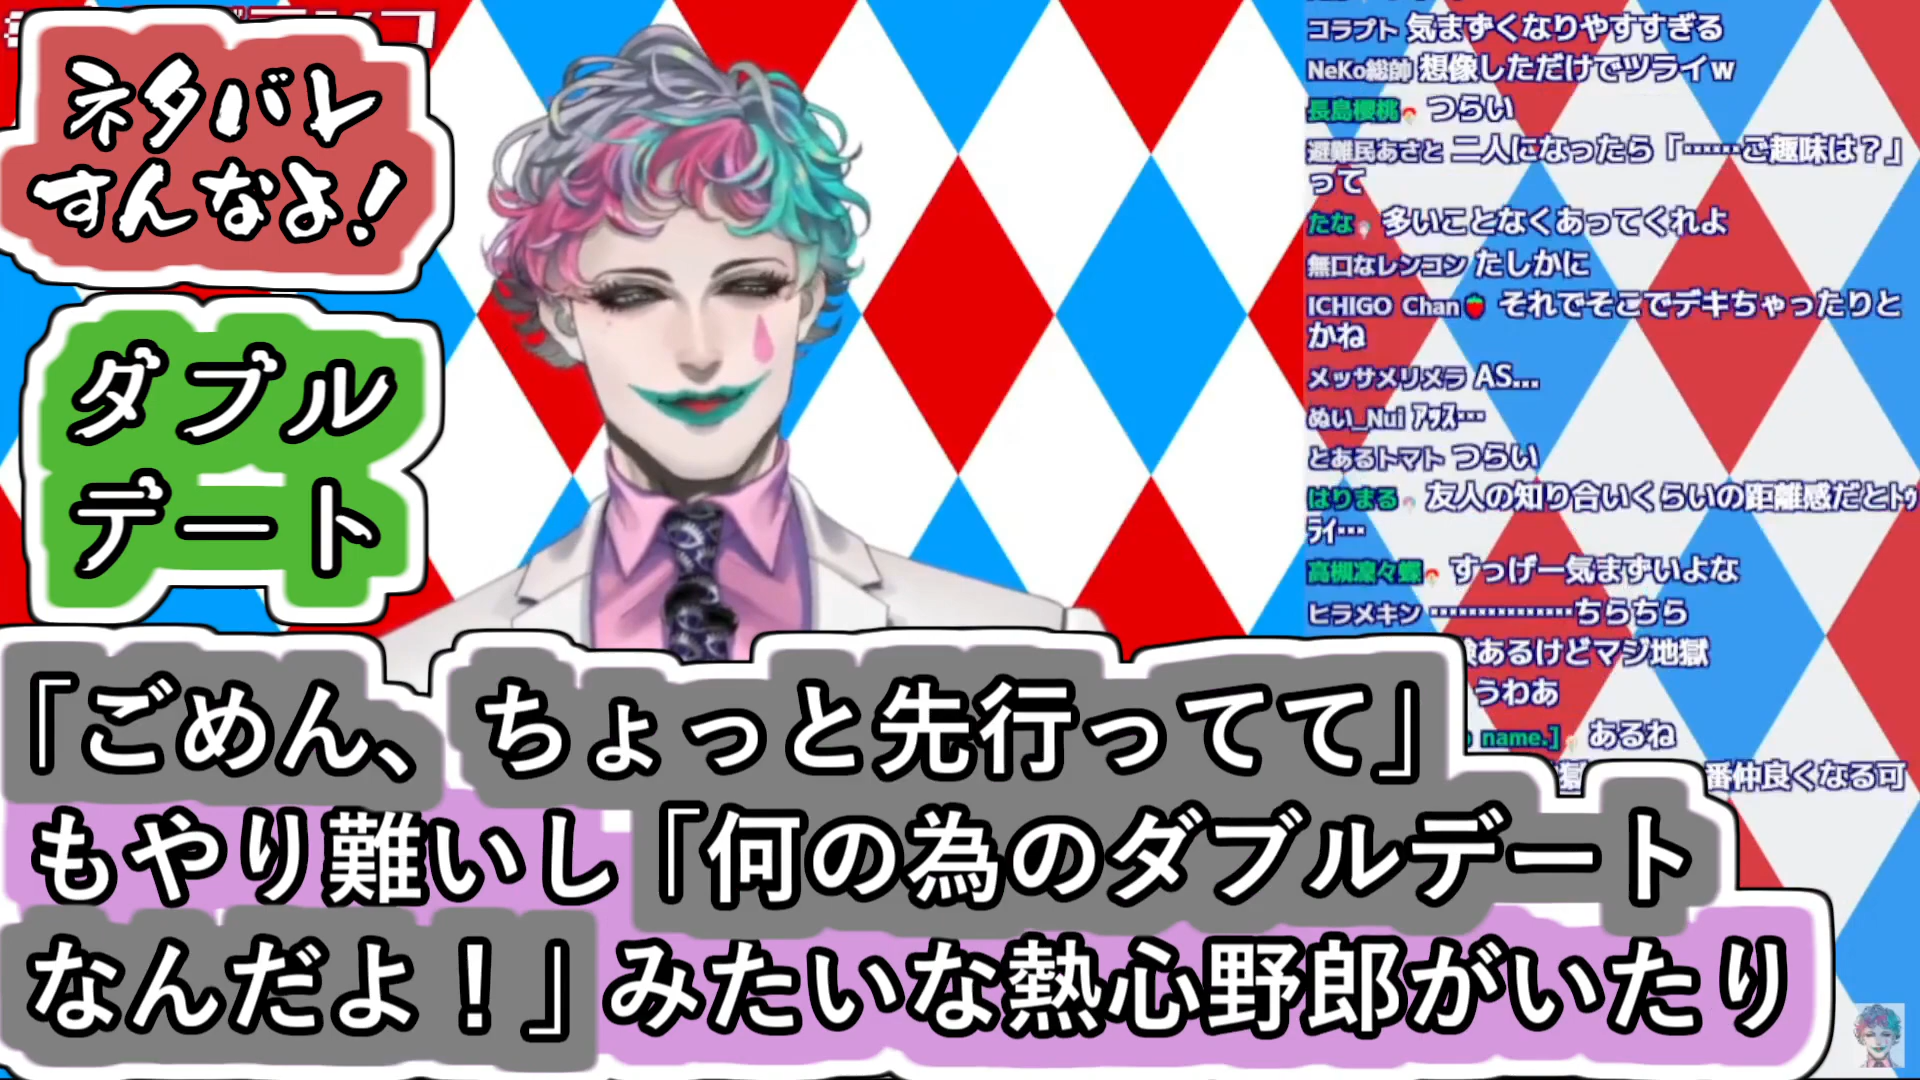 ネタバレ
すんなよ!
ダブル
デート
コラプト 気まずくなりやすすぎる
NeKo総帥 想像しただけでツライw
長島櫻桃 つらい
避難民あさと 二人になったら「……ご趣味は？」
って
たな 多いことなくあってくれよ
無口なレンコン たしかに
ICHIGO Chan🍓 それでそこでデキちゃったりと
かね
メッサメリメラ AS...
ぬい_Nui ｱｯｽ…
とあるトマト つらい
はりまる 友人の知り合いくらいの距離感だとﾄｩ
ﾗｲ…
高槻凜々蝶 すっげー気まずいよな
ヒラメキン ……………ちらちら
あるけどマジ地獄
うわあ
name.] あるね
番仲良くなる可
「ごめん、ちょっと先行ってて」
もやり難いし「何の為のダブルデート
なんだよ！」みたいな熱心野郎がいたり